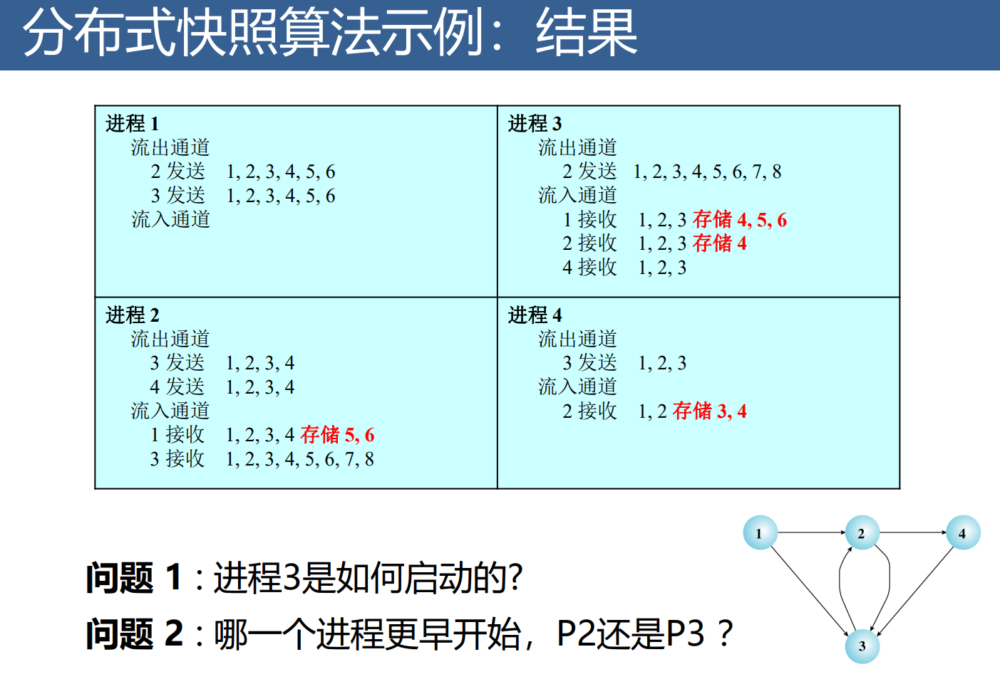 分布式快照算法示例：结果
进程 1
流出通道
2 发送 1, 2, 3, 4, 5, 6
3 发送 1, 2, 3, 4, 5, 6
流入通道
进程 3
流出通道
2 发送 1, 2, 3, 4, 5, 6, 7, 8
流入通道
1 接收 1, 2, 3 存储 4, 5, 6
2 接收 1, 2, 3 存储 4
4 接收 1, 2, 3
进程 2
流出通道
3 发送 1, 2, 3, 4
4 发送 1, 2, 3, 4
流入通道
1 接收 1, 2, 3, 4 存储 5, 6
3 接收 1, 2, 3, 4, 5, 6, 7, 8
进程 4
流出通道
3 发送 1, 2, 3
流入通道
2 接收 1, 2 存储 3, 4
1 2 4
3
问题 1：进程3是如何启动的?
问题 2：哪一个进程更早开始，P2还是P3？